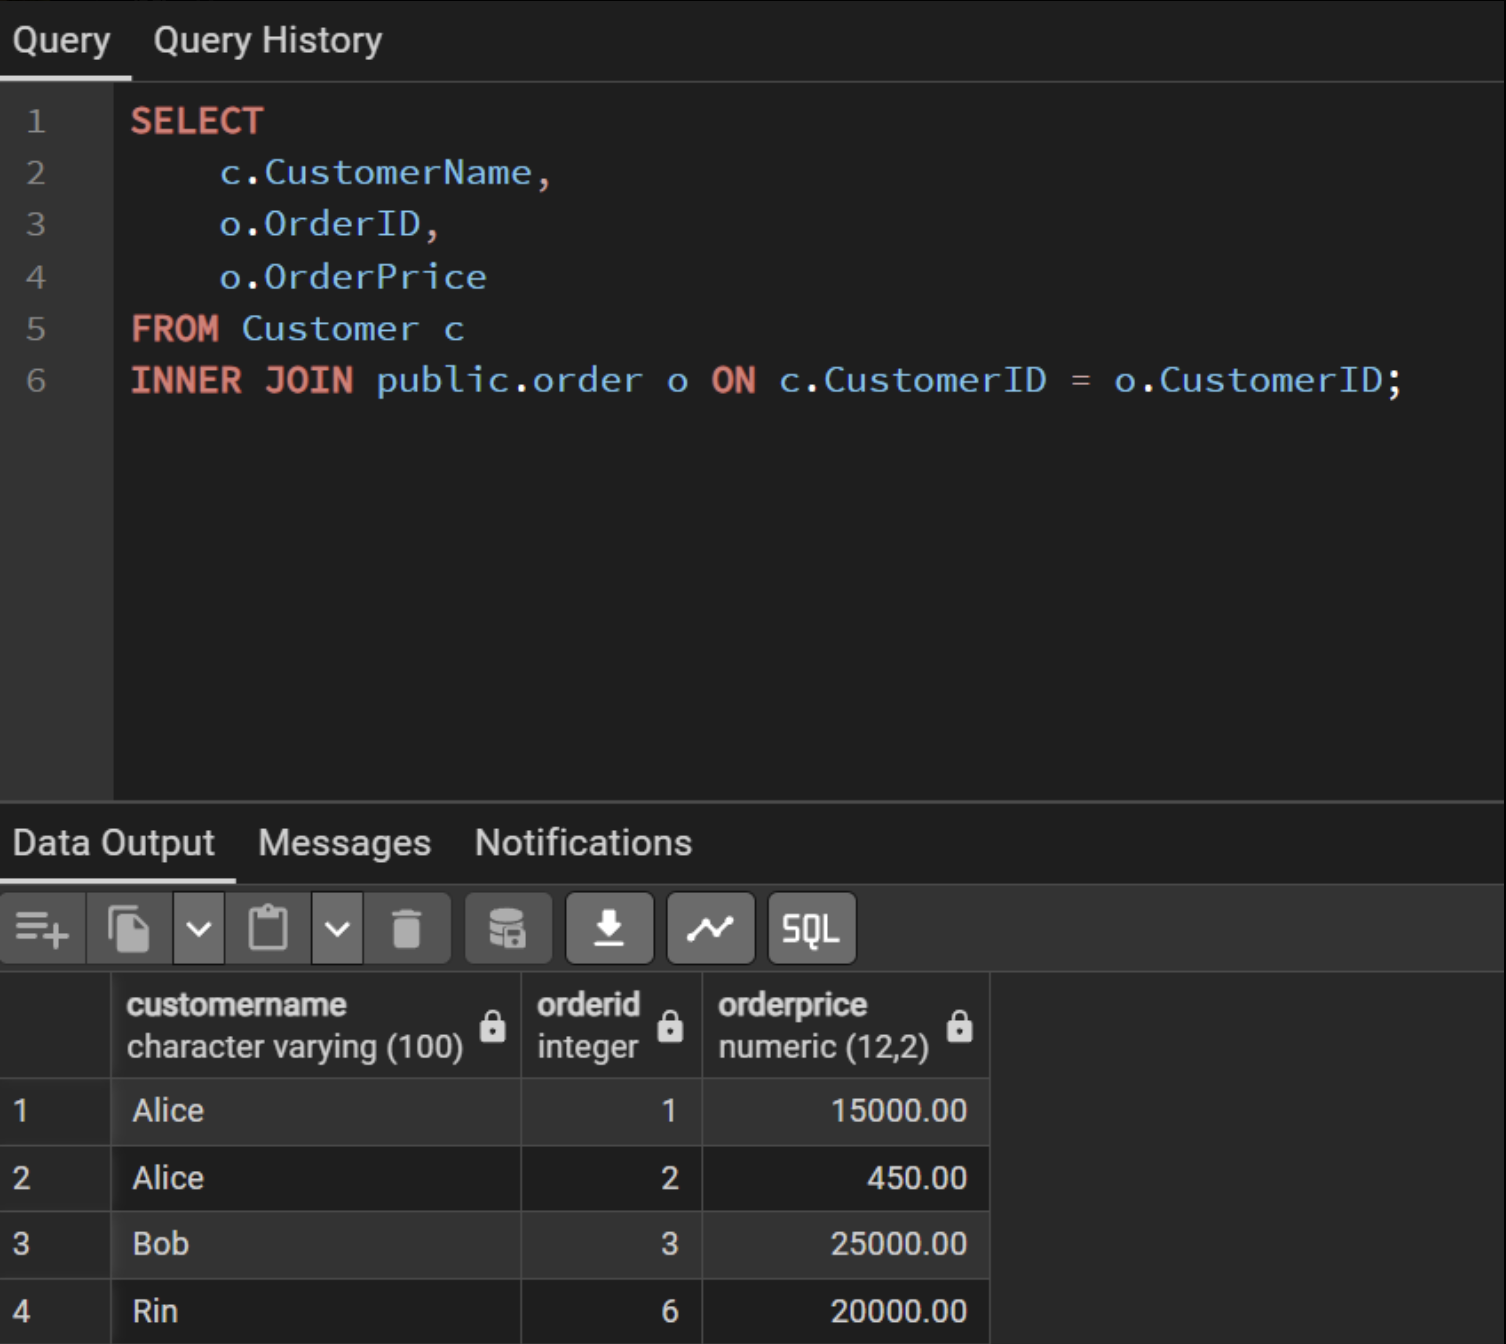 Query Query History
1 SELECT
2 c.CustomerName,
3 o.OrderID,
4 o.OrderPrice
5 FROM Customer c
6 INNER JOIN public.order o ON c.CustomerID = o.CustomerID;
Data Output Messages Notifications
SQL
customername orderid orderprice
character varying (100) integer numeric (12,2)
1 Alice 1 15000.00
2 Alice 2 450.00
3 Bob 3 25000.00
4 Rin 6 20000.00